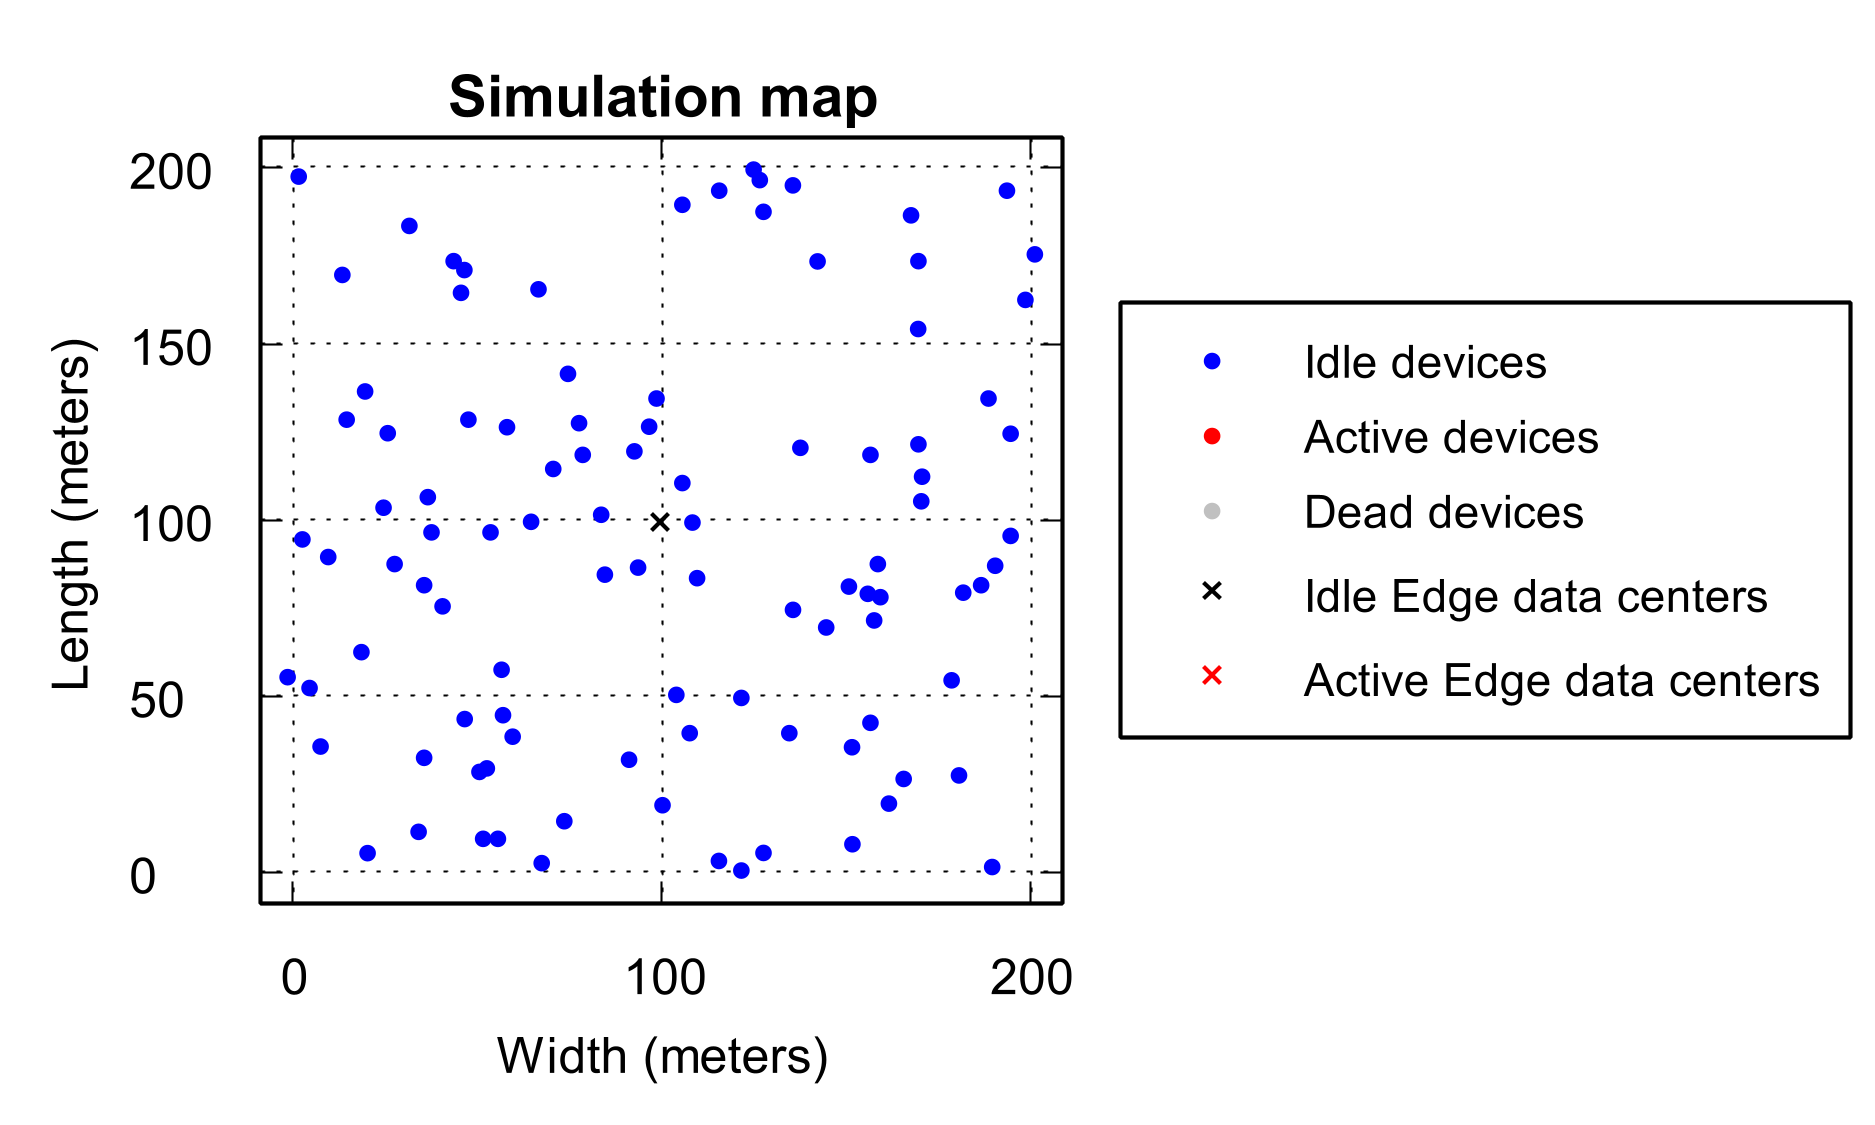 Simulation map
200
150
100
50
0
Length (meters)
0 100 200
Width (meters)
Idle devices
Active devices
Dead devices
Idle Edge data centers
Active Edge data centers